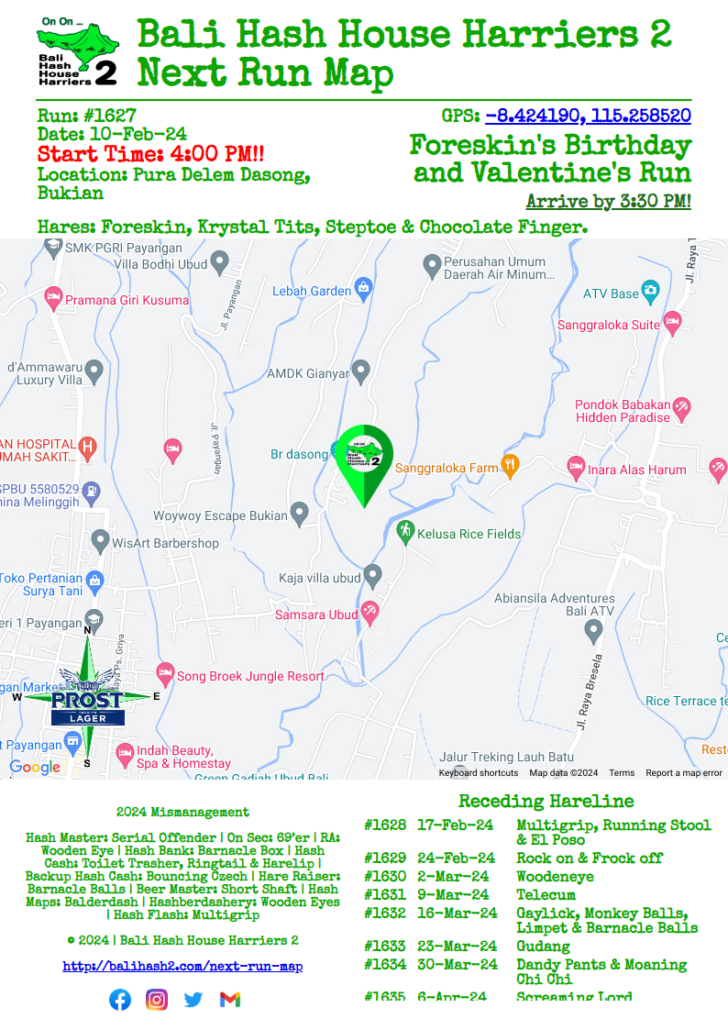 On On ...
Bali
Hash
House
Harriers 2
Bali Hash House Harriers 2
Next Run Map
Run: #1627
Date: 10-Feb-24
Start Time: 4:00 PM!!
Location: Pura Delem Dasong,
Bukian
GPS: -8.424190, 115.258520
Foreskin's Birthday
and Valentine's Run
Arrive by 3:30 PM!
Hares: Foreskin, Krystal Tits, Steptoe & Chocolate Finger.
SMK PGRI Payangan
Villa Bodhi Ubud
Perusahan Umum
Daerah Air Minum...
Jl. Raya T
Lebah Garden
ATV Base
Pramana Giri Kusuma
Jl. Payangan
Sanggraloka Suite
d'Ammawaru
Luxury Villa
AMDK Gianyar
Pondok Babakan
Hidden Paradise
AN HOSPITAL
UMAH SAKIT...
Jl. Payangan
Br dasong
On On
Bali
Hash
House
Harriers 2
Sanggraloka Farm
Inara Alas Harum
SPBU 5580529
nina Melinggih
Woywoy Escape Bukian
Kelusa Rice Fields
WisArt Barbershop
Toko Pertanian
Surya Tani
Kaja villa ubud
Abiansila Adventures
Bali ATV
Samsara Ubud
eri 1 Payangan
N
Raya Ps. Griya
Ce
gan Market
W
PROST
LAGER
E
Song Broek Jungle Resort
Jl. Raya Bresela
Rice Terrace te
t Payangan
S
Indah Beauty,
Spa & Homestay
Jalur Treking Lauh Batu
Rest
Google
Green Gadiah Ubud Bali
Keyboard shortcuts
Map data ©2024
Terms
Report a map error
2024 Mismanagement
Hash Master: Serial Offender | On Sec: 69'er | RA:
Wooden Eye | Hash Bank: Barnacle Box | Hash
Cash: Toilet Trasher, Ringtail & Harelip |
Backup Hash Cash: Bouncing Czech | Hare Raiser:
Barnacle Balls | Beer Master: Short Shaft | Hash
Maps: Balderdash | Hashberdashery: Wooden Eyes
| Hash Flash: Multigrip
© 2024 | Bali Hash House Harriers 2
http://balihash2.com/next-run-map
Receding Hareline
#1628 17-Feb-24 Multigrip, Running Stool
& El Poso
#1629 24-Feb-24 Rock on & Frock off
#1630 2-Mar-24 Woodeneye
#1631 9-Mar-24 Telecum
#1632 16-Mar-24 Gaylick, Monkey Balls,
Limpet & Barnacle Balls
#1633 23-Mar-24 Gudang
#1634 30-Mar-24 Dandy Pants & Moaning
Chi Chi
#1635 6-Apr-24 Screaming Lord